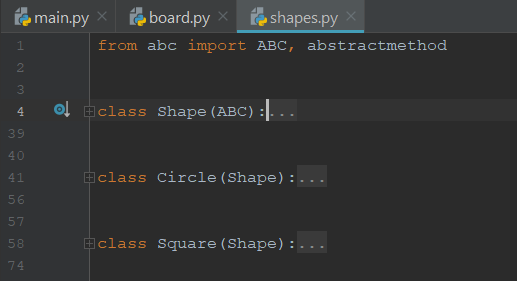 main.py board.py shapes.py
1 from abc import ABC, abstractmethod
2
3
4 class Shape(ABC):...
39
40
41 class Circle(Shape):...
56
57
58 class Square(Shape):...
74